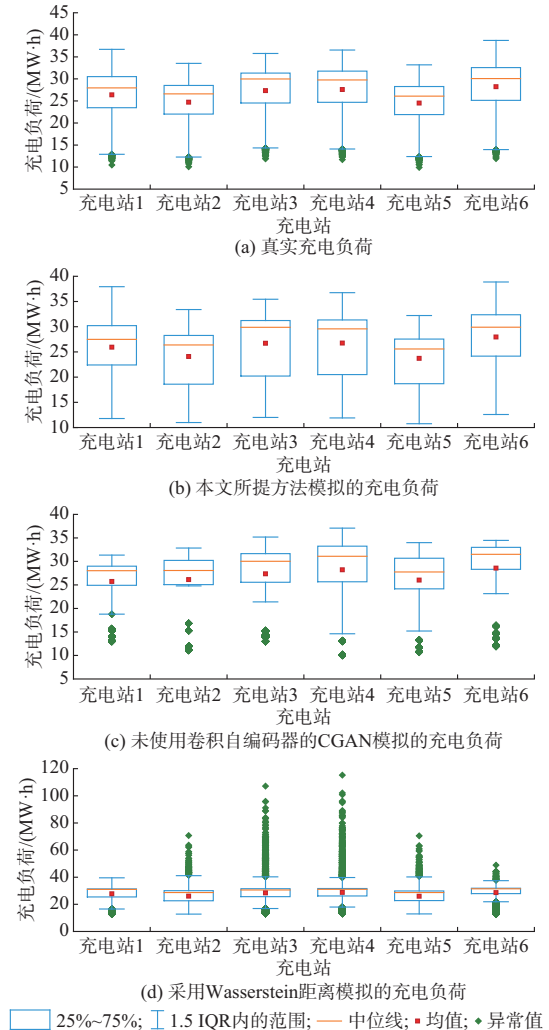 充电负荷/(MW·h)
45
40
35
30
25
20
15
10
5
充电站1 充电站2 充电站3 充电站4 充电站5 充电站6
充电站
(a) 真实充电负荷
充电负荷/(MW·h)
40
35
30
25
20
15
10
充电站1 充电站2 充电站3 充电站4 充电站5 充电站6
充电站
(b) 本文所提方法模拟的充电负荷
充电负荷/(MW·h)
40
35
30
25
20
15
10
5
充电站1 充电站2 充电站3 充电站4 充电站5 充电站6
充电站
(c) 未使用卷积自编码器的CGAN模拟的充电负荷
充电负荷/(MW·h)
120
100
80
60
40
20
0
充电站1 充电站2 充电站3 充电站4 充电站5 充电站6
充电站
(d) 采用Wasserstein距离模拟的充电负荷
25%~75%; 1.5 IQR内的范围; 中位线; 均值; 异常值